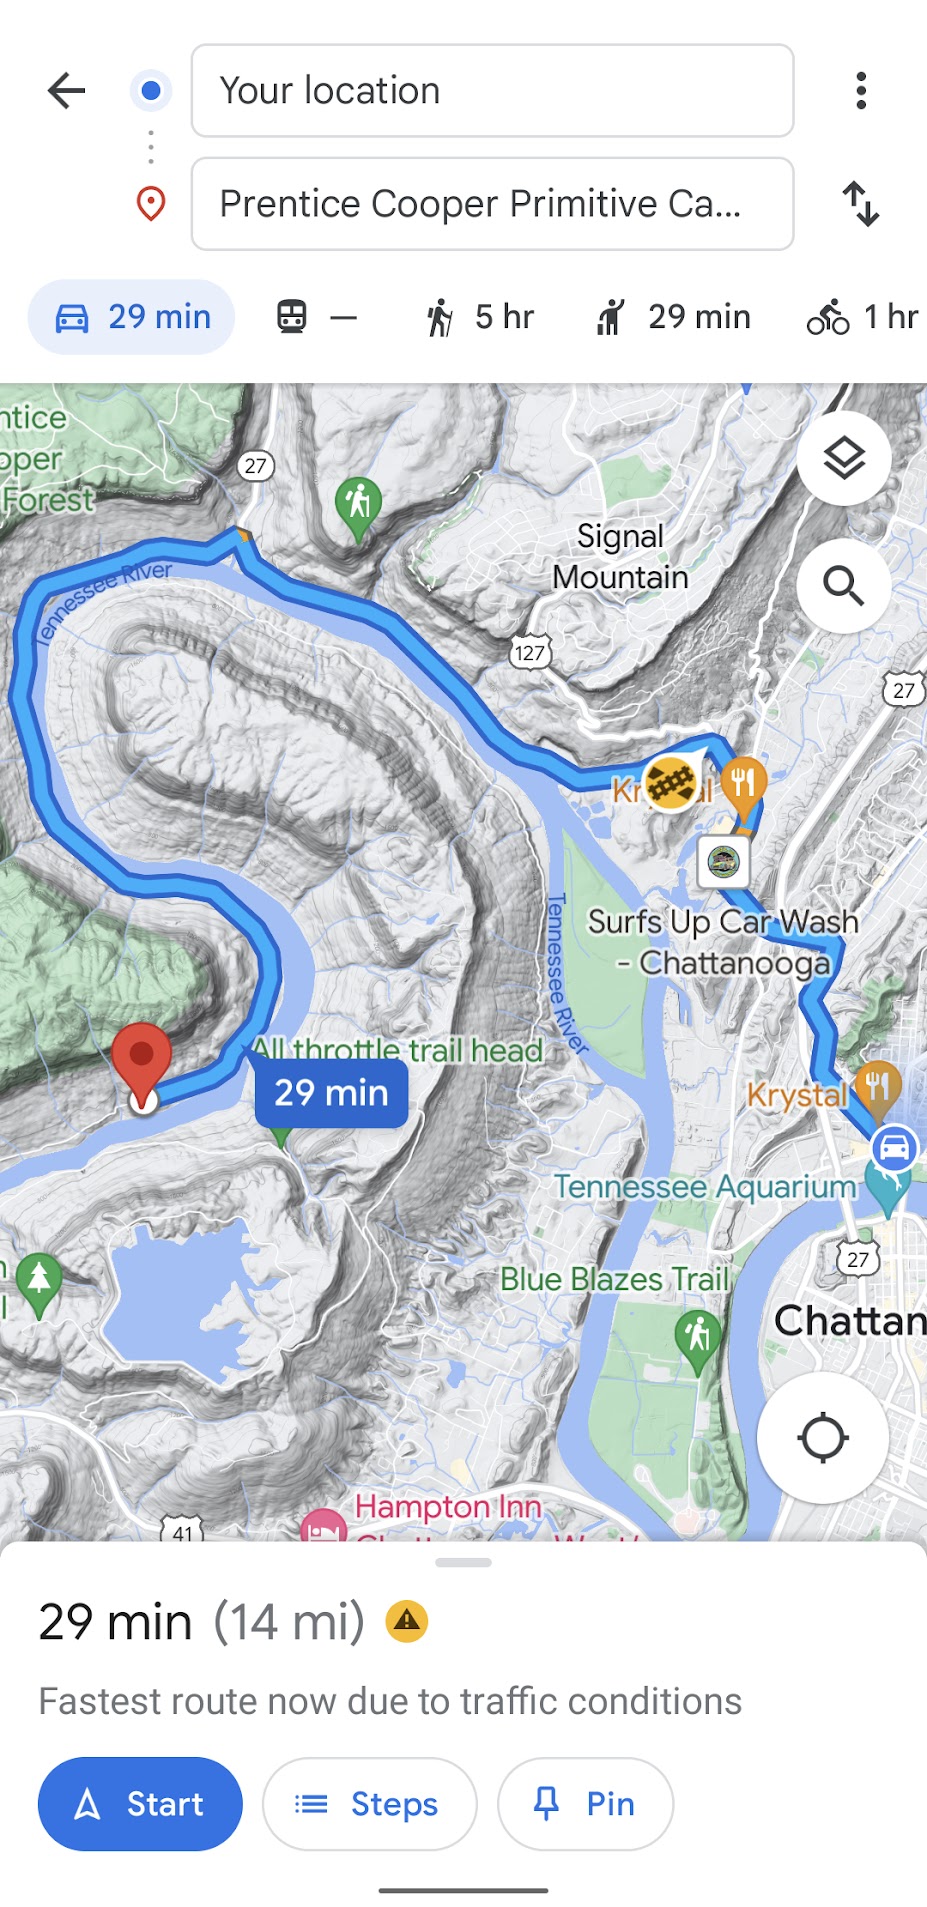 Your location
Prentice Cooper Primitive Ca...
29 min
—
5 hr
29 min
1 hr
ntice
oper
Forest
27
Signal
Mountain
127
27
Tennessee River
Kr al
Surfs Up Car Wash
- Chattanooga
Tennessee River
All throttle trail head
29 min
Krystal
Tennessee Aquarium
27
Blue Blazes Trail
n
l
Chattan
Hampton Inn
41
29 min (14 mi)
Fastest route now due to traffic conditions
Start
Steps
Pin